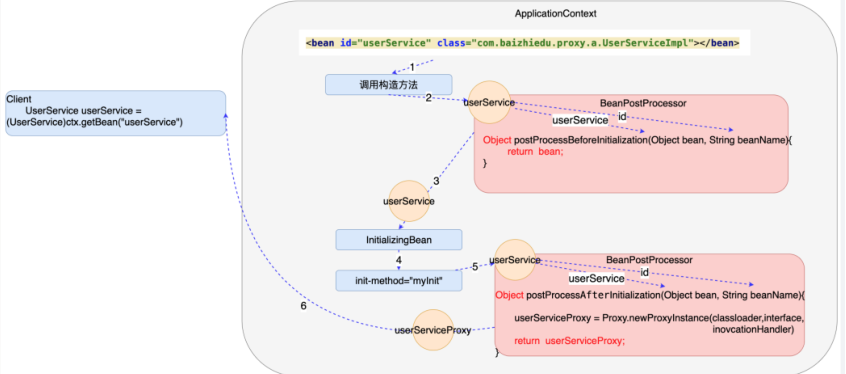 ApplicationContext
<bean id="userService" class="com.baizhiedu.proxy.a.UserServiceImpl"></bean>
1
调用构造方法
2
userService
BeanPostProcessor
id
userService
Object postProcessBeforeInitialization(Object bean, String beanName){
return bean;
}
Client
UserService userService =
(UserService)ctx.getBean("userService")
3
userService
InitializingBean
4
init-method="myInit"
5
userService
BeanPostProcessor
id
userService
Object postProcessAfterInitialization(Object bean, String beanName){
userServiceProxy = Proxy.newProxyInstance(classloader,interface,
inovcationHandler)
return userServiceProxy;
}
6
userServiceProxy